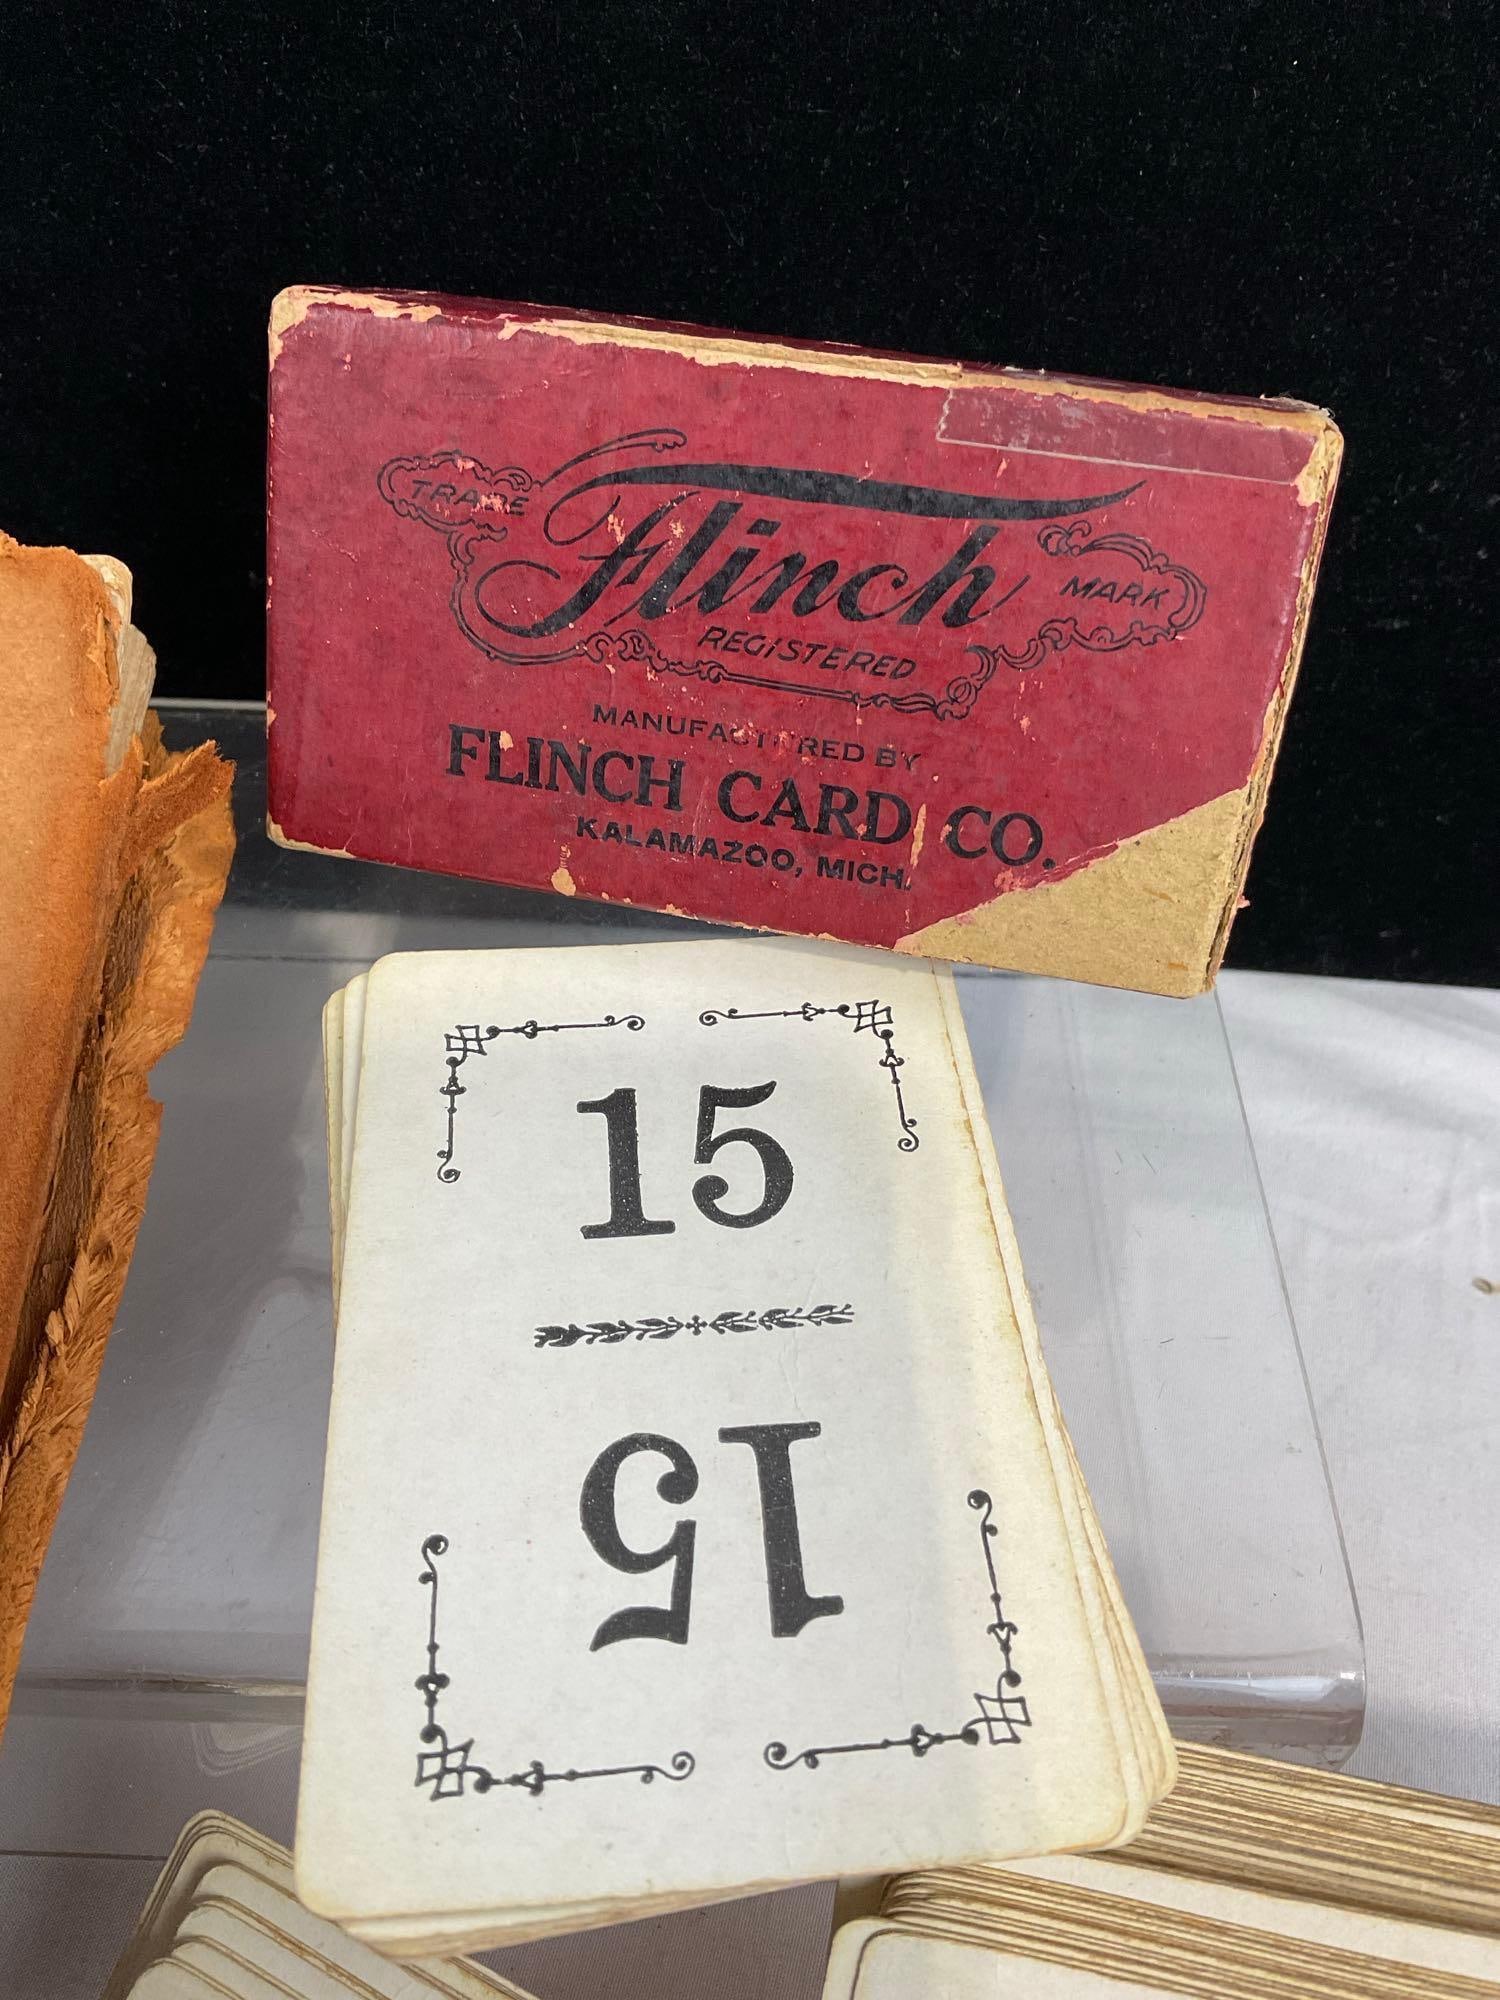 TRADE Flinch MARK
REGISTERED
MANUFACTURED BY
FLINCH CARD CO.
KALAMAZOO, MICH.
15
15